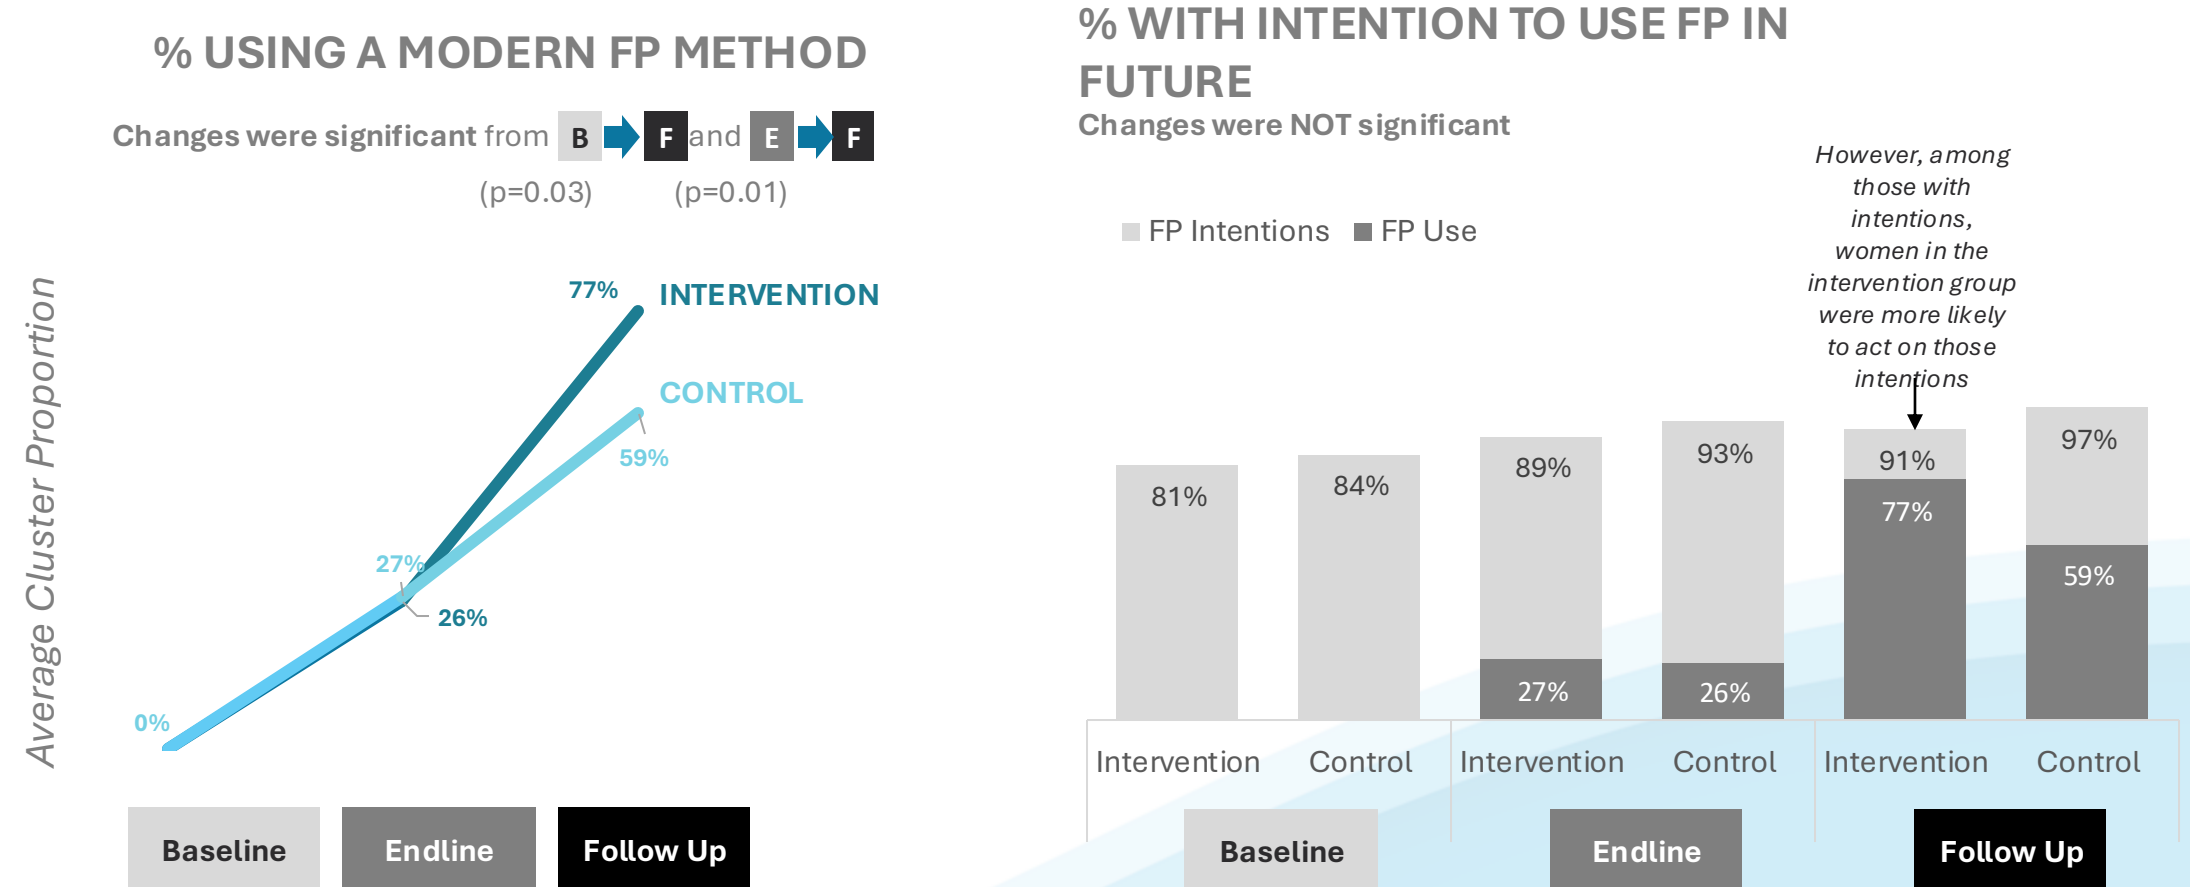 % USING A MODERN FP METHOD
Changes were significant from B F and E F
(p=0.03) (p=0.01)
Average Cluster Proportion
77% INTERVENTION
CONTROL
59%
27%
26%
0%
Baseline Endline Follow Up
% WITH INTENTION TO USE FP IN
FUTURE
Changes were NOT significant
However, among
those with
intentions,
women in the
intervention group
were more likely
to act on those
intentions
FP Intentions FP Use
81% 84% 89% 93% 91% 97%
27% 26% 77% 59%
Intervention Control Intervention Control Intervention Control
Baseline Endline Follow Up